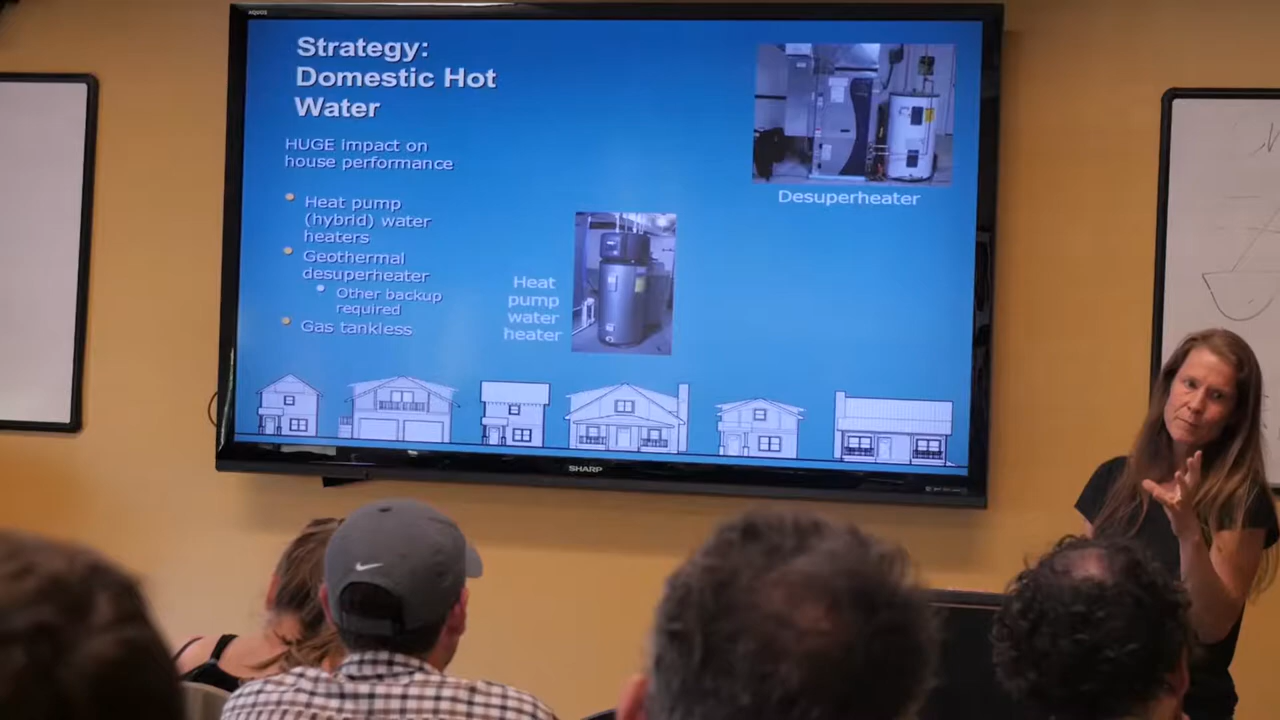 AQUOS
Strategy:
Domestic Hot
Water
HUGE impact on
house performance
Heat pump
(hybrid) water
heaters
Geothermal
desuperheater
Other backup
required
Gas tankless
Heat
pump
water
heater
Desuperheater
SHARP